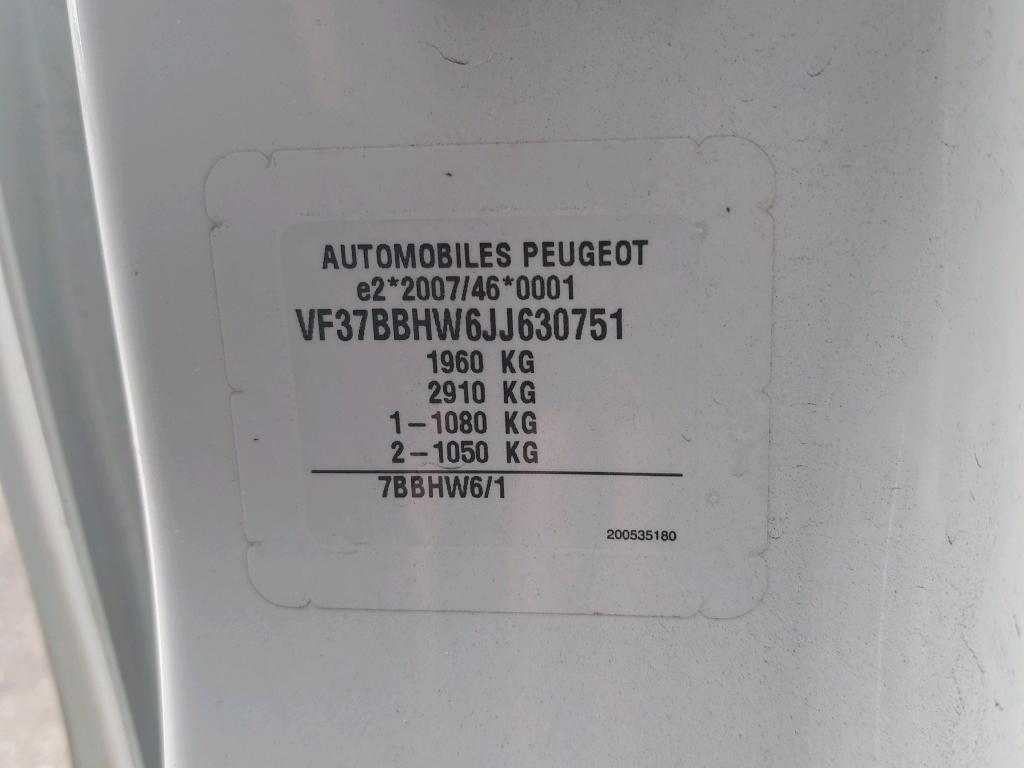 AUTOMOBILES PEUGEOT
e2*2007/46*0001
VF37BBHW6JJ630751
1960 KG
2910 KG
1-1080 KG
2-1050 KG
7BBHW6/1
200535180